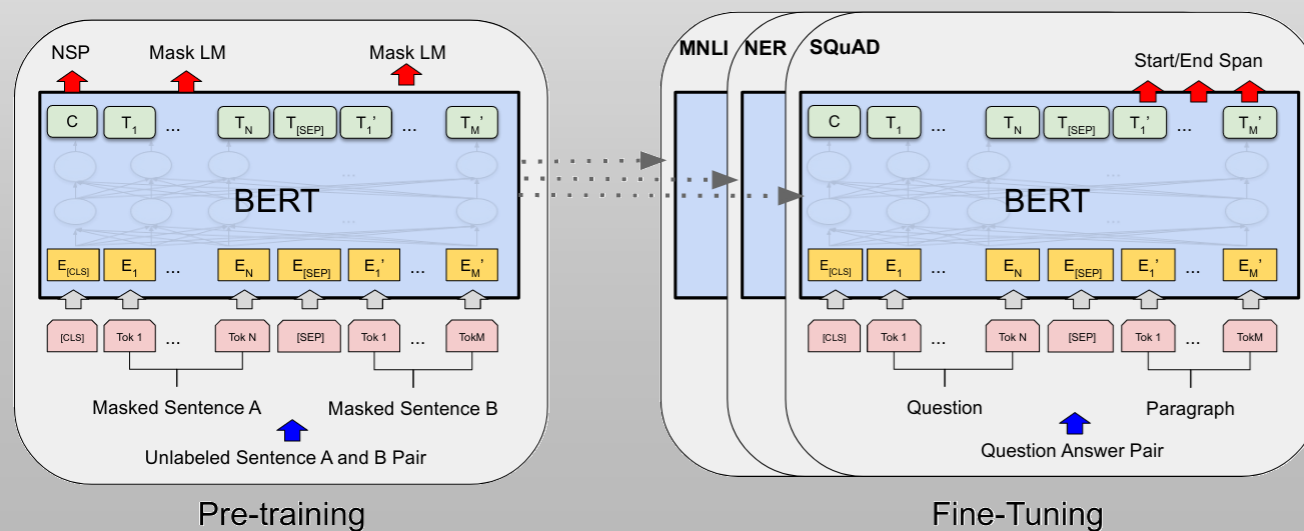 NSP Mask LM Mask LM
C T1 ... TN T[SEP] T1' ... TM'
...
BERT
...
E[CLS] E1 ... EN E[SEP] E1' ... EM'
[CLS] Tok 1 ... Tok N [SEP] Tok 1 ... TokM
Masked Sentence A Masked Sentence B
Unlabeled Sentence A and B Pair
Pre-training
MNLI NER SQuAD
Start/End Span
C T1 ... TN T[SEP] T1' ... TM'
...
BERT
...
E[CLS] E1 ... EN E[SEP] E1' ... EM'
[CLS] Tok 1 ... Tok N [SEP] Tok 1 ... TokM
Question Paragraph
Question Answer Pair
Fine-Tuning